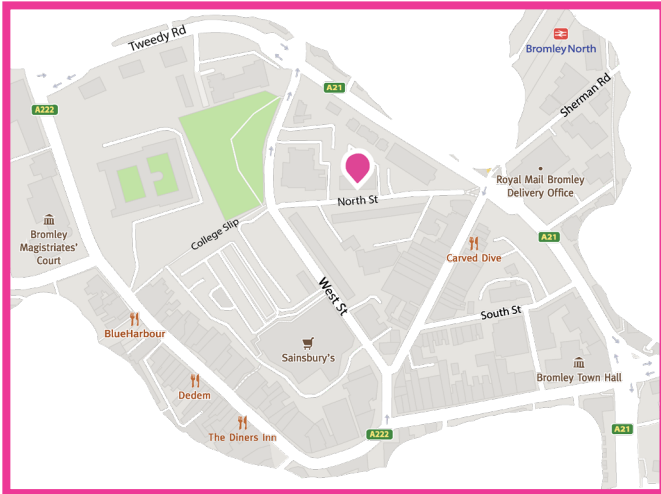 Tweedy Rd
Bromley North
A222
A21
Sherman Rd
Royal Mail Bromley
Delivery Office
North St
College Slip
Bromley
Magistriates'
Court
A21
Carved Dive
West St
South St
BlueHarbour
Sainsbury's
Dedem
Bromley Town Hall
The Diners Inn
A222
A21